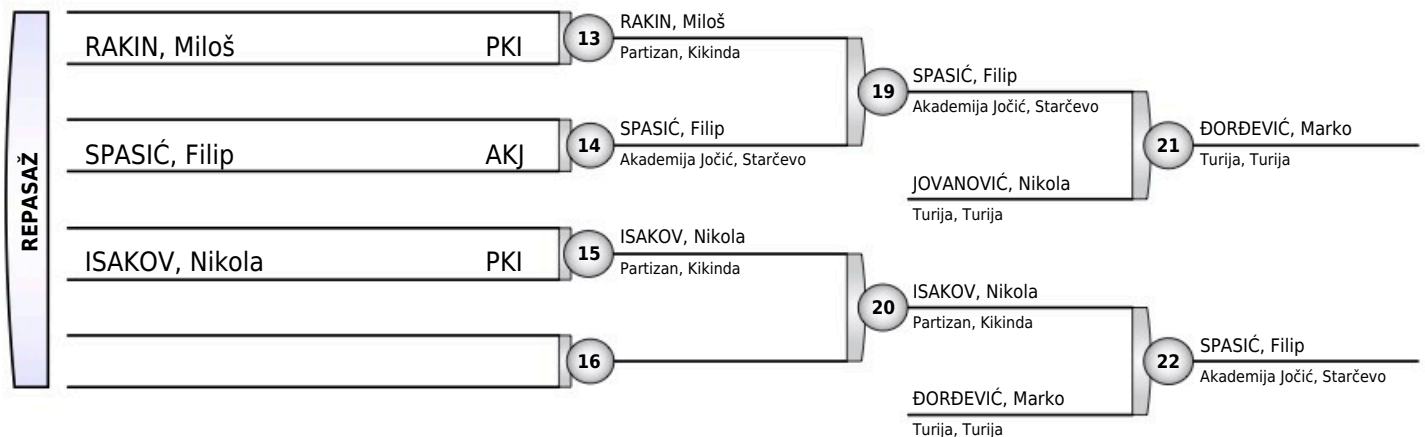 REPASAŽ
RAKIN, Miloš PKI
SPASIĆ, Filip AKJ
ISAKOV, Nikola PKI
13
RAKIN, Miloš
Partizan, Kikinda
14
SPASIĆ, Filip
Akademija Jočić, Starčevo
15
ISAKOV, Nikola
Partizan, Kikinda
16
19
SPASIĆ, Filip
Akademija Jočić, Starčevo
JOVANOVIĆ, Nikola
Turija, Turija
20
ISAKOV, Nikola
Partizan, Kikinda
ĐORĐEVIĆ, Marko
Turija, Turija
21
ĐORĐEVIĆ, Marko
Turija, Turija
22
SPASIĆ, Filip
Akademija Jočić, Starčevo